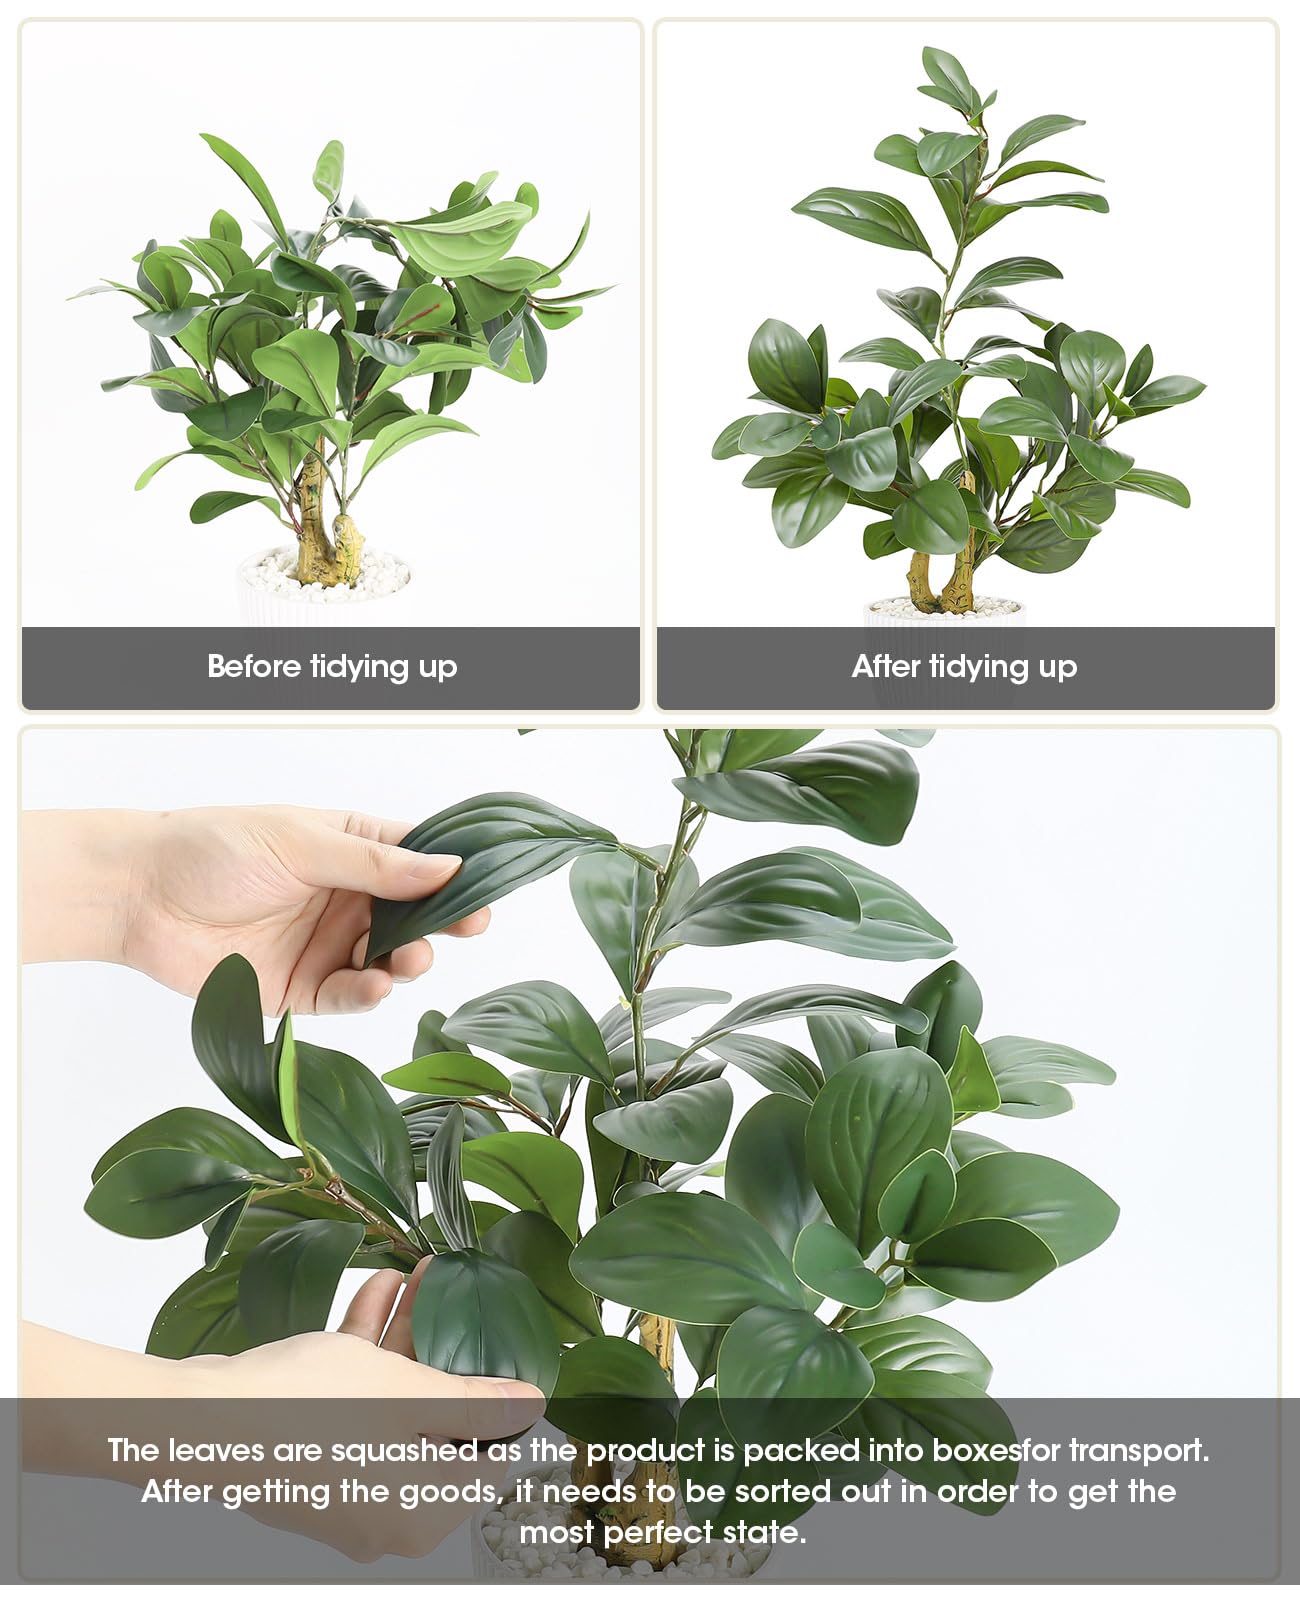 Before tidying up
After tidying up
The leaves are squashed as the product is packed into boxesfor transport.
After getting the goods, it needs to be sorted out in order to get the
most perfect state.